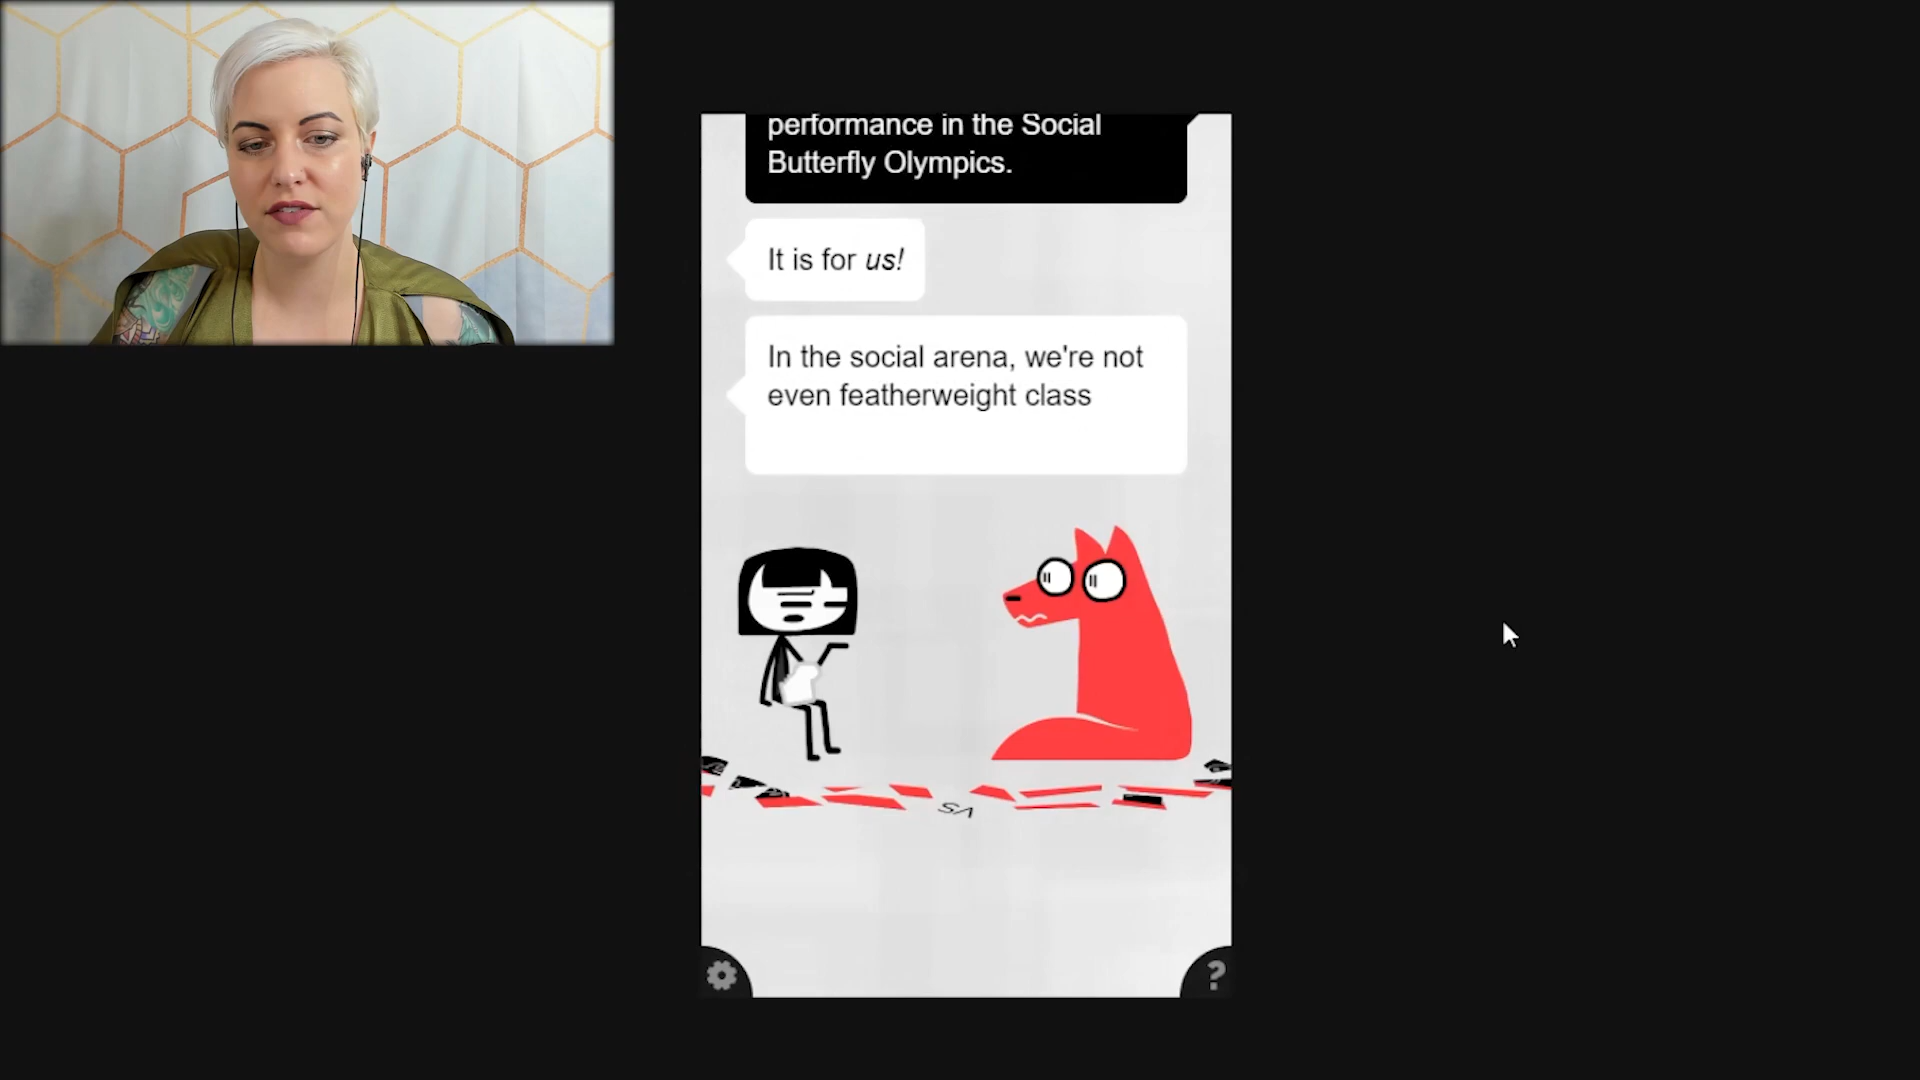 performance in the Social
Butterfly Olympics.
It is for us!
In the social arena, we're not
even featherweight class
?